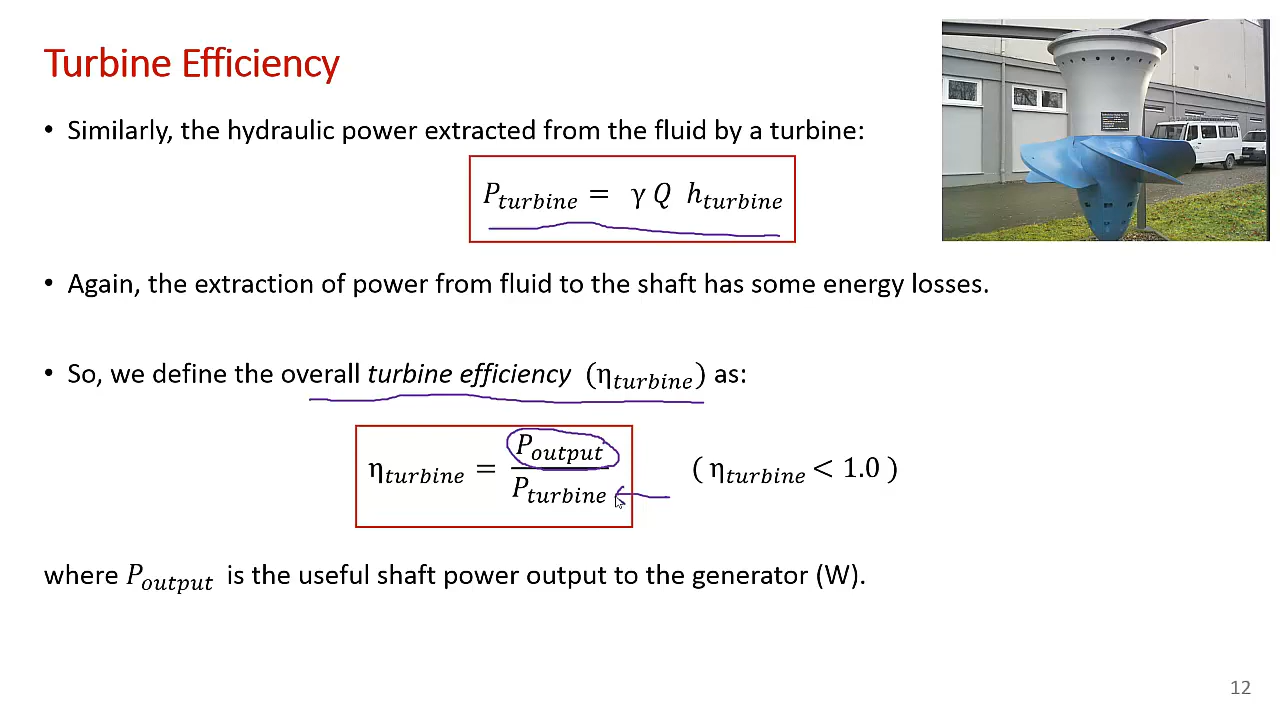 Turbine Efficiency
• Similarly, the hydraulic power extracted from the fluid by a turbine:
P_turbine = γ Q h_turbine
• Again, the extraction of power from fluid to the shaft has some energy losses.
• So, we define the overall turbine efficiency (η_turbine) as:
η_turbine = P_output / P_turbine ( η_turbine < 1.0 )
where P_output is the useful shaft power output to the generator (W).
12